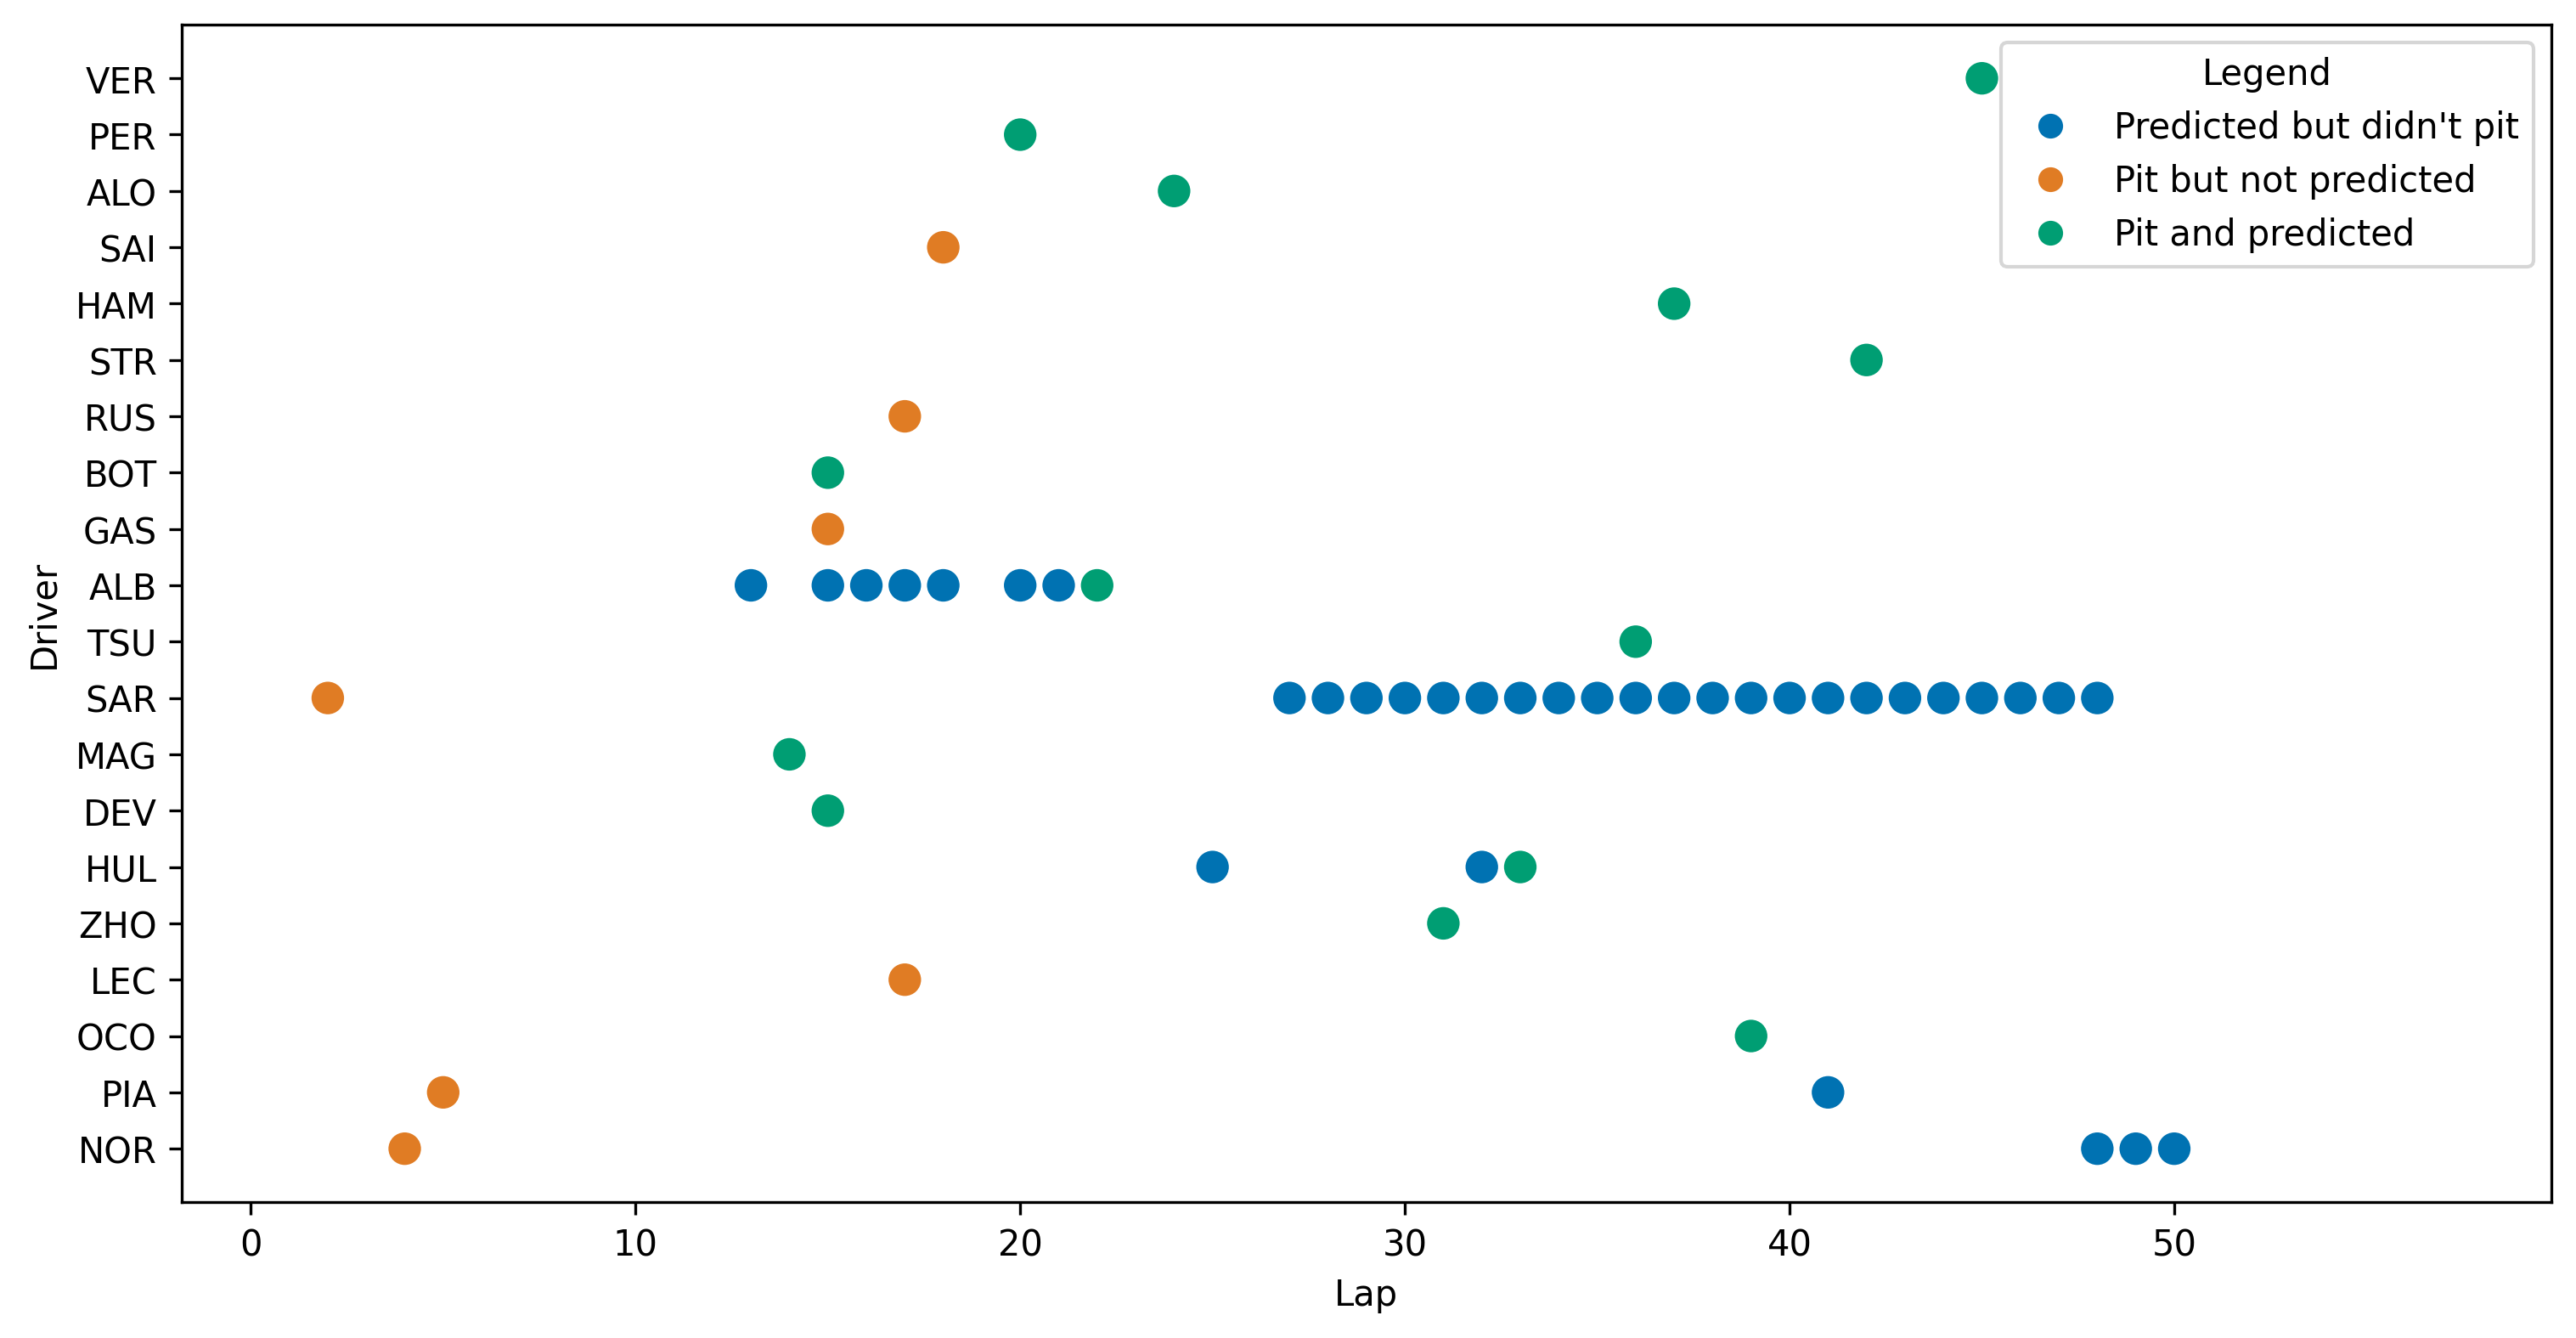 VER
PER
ALO
SAI
HAM
STR
RUS
BOT
GAS
ALB
TSU
SAR
MAG
DEV
HUL
ZHO
LEC
OCO
PIA
NOR
Driver
Legend
Predicted but didn't pit
Pit but not predicted
Pit and predicted
0 10 20 30 40 50
Lap